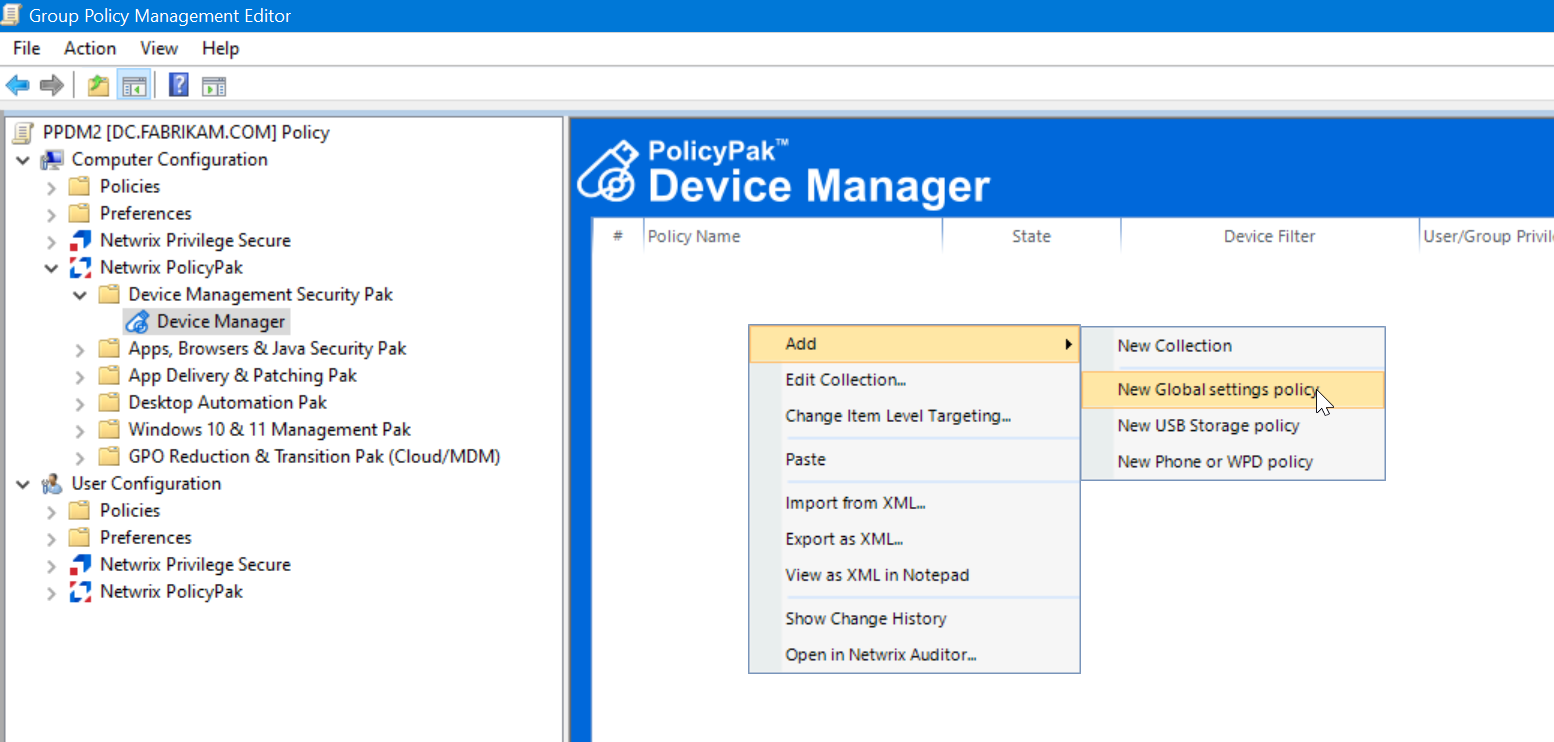 Group Policy Management Editor
File Action View Help
PPDM2 [DC.FABRIKAM.COM] Policy
Computer Configuration
Policies
Preferences
Netwrix Privilege Secure
Netwrix PolicyPak
Device Management Security Pak
Device Manager
Apps, Browsers & Java Security Pak
App Delivery & Patching Pak
Desktop Automation Pak
Windows 10 & 11 Management Pak
GPO Reduction & Transition Pak (Cloud/MDM)
User Configuration
Policies
Preferences
Netwrix Privilege Secure
Netwrix PolicyPak
PolicyPak™
Device Manager
# Policy Name State Device Filter User/Group Privil
Add
Edit Collection...
Change Item Level Targeting...
Paste
Import from XML...
Export as XML...
View as XML in Notepad
Show Change History
Open in Netwrix Auditor...
New Collection
New Global settings policy
New USB Storage policy
New Phone or WPD policy